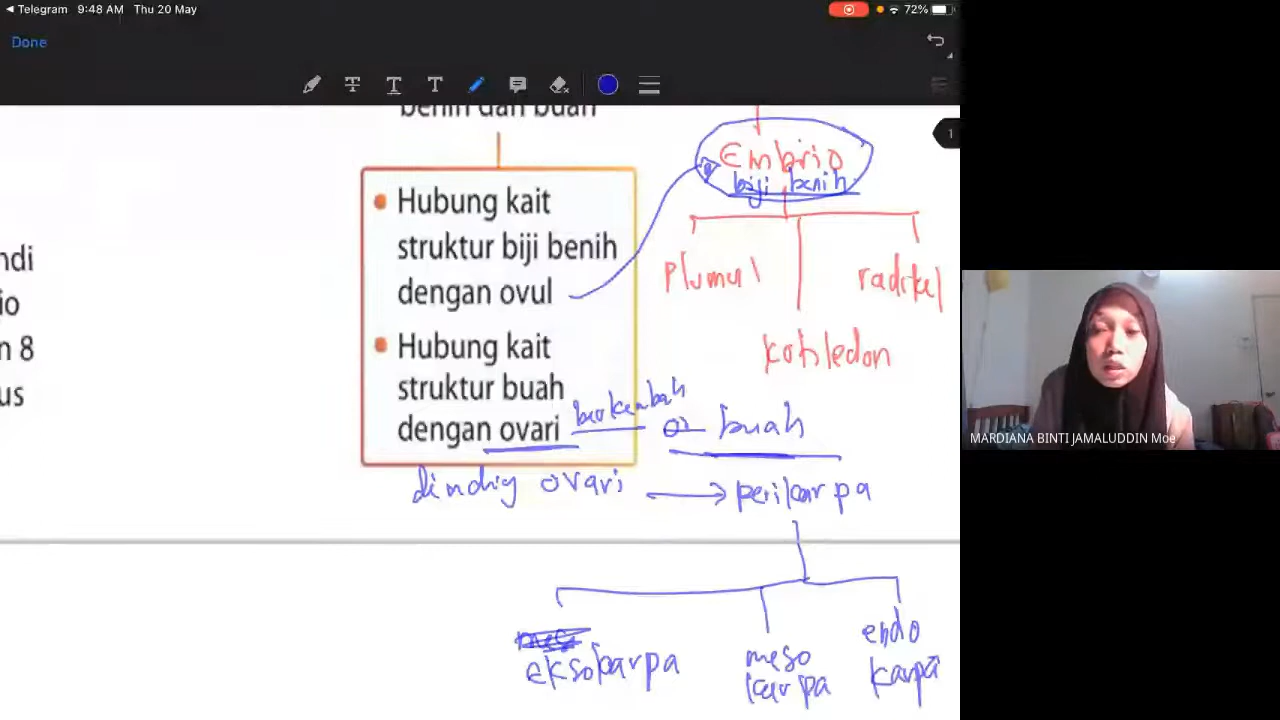 Telegram 9:48 AM Thu 20 May 72%
Done
benih dan buah
1
Embrio
biji benih
Hubung kait
struktur biji benih
dengan ovul
Hubung kait
struktur buah
dengan ovari
ndi
io
n 8
us
plumul
radikel
kotiledon
berkembah
buah
dinding ovari
perikarpa
eksokarpa
meso
karpa
endo
karpa
MARDIANA BINTI JAMALUDDIN Moe